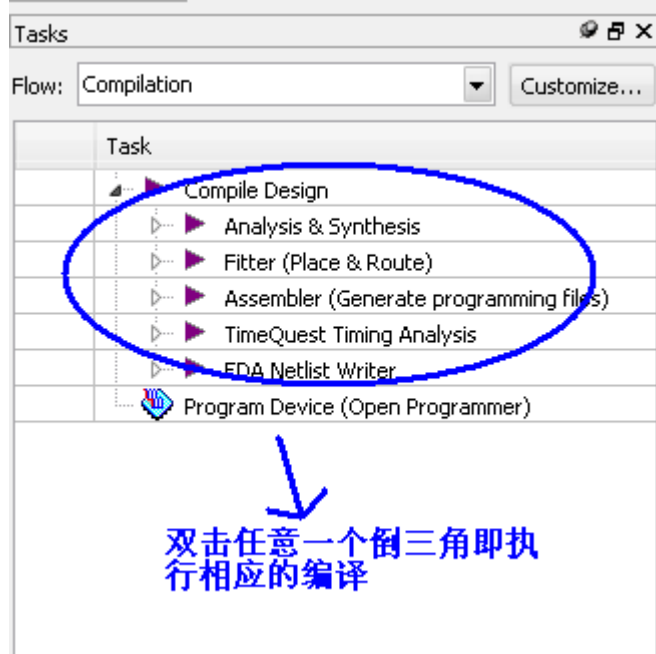 Tasks
Flow: Compilation Customize...
Task
Compile Design
Analysis & Synthesis
Fitter (Place & Route)
Assembler (Generate programming files)
TimeQuest Timing Analysis
EDA Netlist Writer
Program Device (Open Programmer)
双击任意一个倒三角即执
行相应的编译